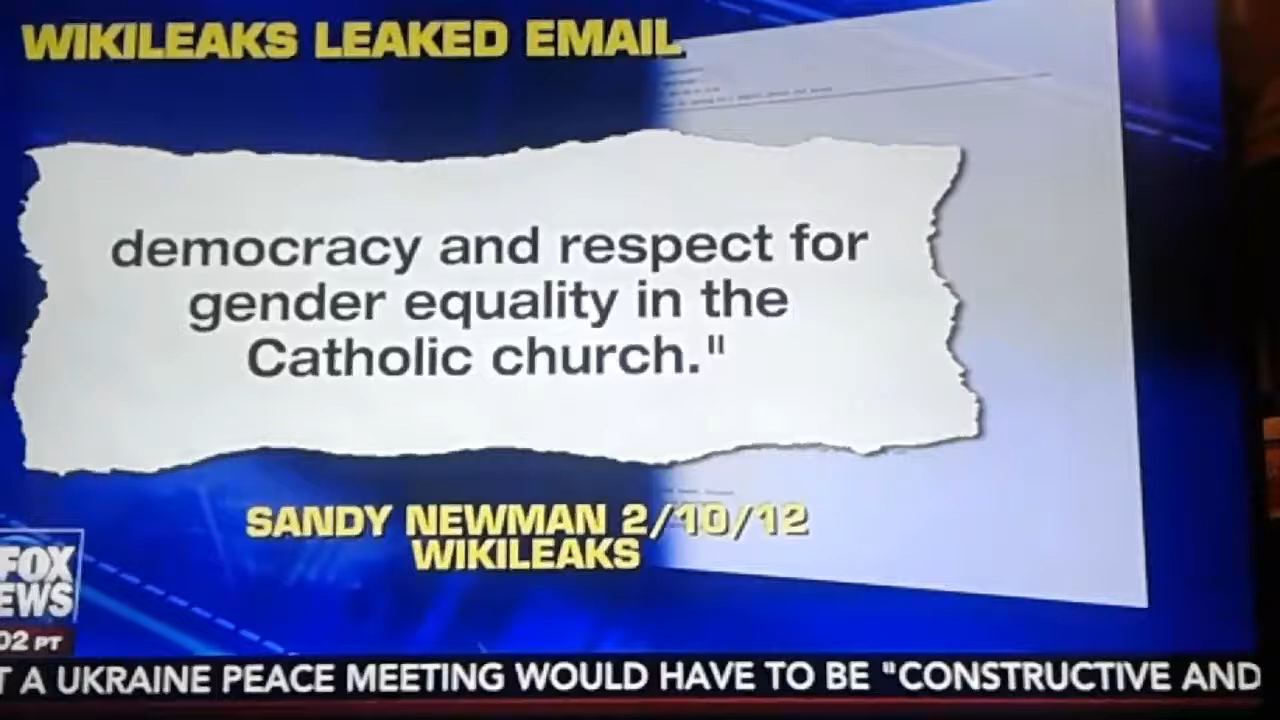 WIKILEAKS LEAKED EMAIL
democracy and respect for
gender equality in the
Catholic church."
SANDY NEWMAN 2/10/12
WIKILEAKS
FOX
EWS
02 PT
T A UKRAINE PEACE MEETING WOULD HAVE TO BE "CONSTRUCTIVE AND